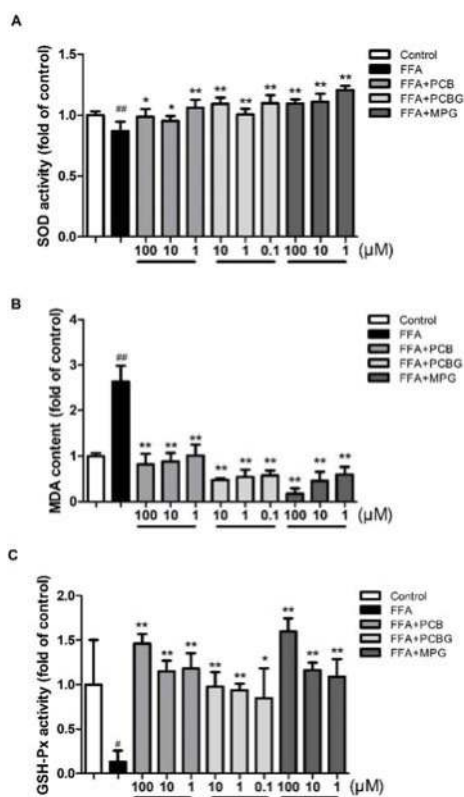 A
SOD activity (fold of control)
1.5
1.0
0.5
0.0
## * * ** ** ** ** ** ** **
Control
FFA
FFA+PCB
FFA+PCBG
FFA+MPG
100 10 1 10 1 0.1 100 10 1 (μM)
B
MDA content (fold of control)
4
3
2
1
0
## ** ** ** ** ** ** ** ** **
Control
FFA
FFA+PCB
FFA+PCBG
FFA+MPG
100 10 1 10 1 0.1 100 10 1 (μM)
C
GSH-Px activity (fold of control)
2.0
1.5
1.0
0.5
0.0
# ** ** ** ** ** * ** ** **
Control
FFA
FFA+PCB
FFA+PCBG
FFA+MPG
100 10 1 10 1 0.1 100 10 1 (μM)